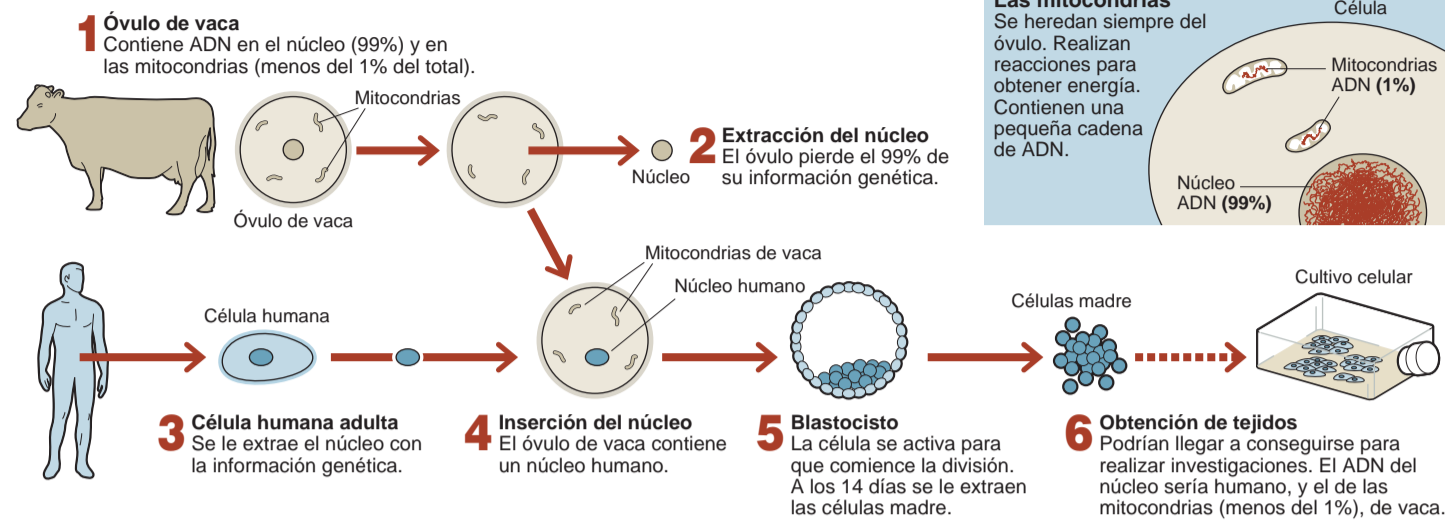 1 Óvulo de vaca
Contiene ADN en el núcleo (99%) y en
las mitocondrias (menos del 1% del total).
Mitocondrias
Óvulo de vaca
Núcleo
2 Extracción del núcleo
El óvulo pierde el 99% de
su información genética.
Las mitocondrias
Se heredan siempre del
óvulo. Realizan
reacciones para
obtener energía.
Contienen una
pequeña cadena
de ADN.
Célula
Mitocondrias
ADN (1%)
Núcleo
ADN (99%)
Célula humana
Mitocondrias de vaca
Núcleo humano
Células madre
Cultivo celular
3 Célula humana adulta
Se le extrae el núcleo con
la información genética.
4 Inserción del núcleo
El óvulo de vaca contiene
un núcleo humano.
5 Blastocisto
La célula se activa para
que comience la división.
A los 14 días se le extraen
las células madre.
6 Obtención de tejidos
Podrían llegar a conseguirse para
realizar investigaciones. El ADN del
núcleo sería humano, y el de las
mitocondrias (menos del 1%), de vaca.